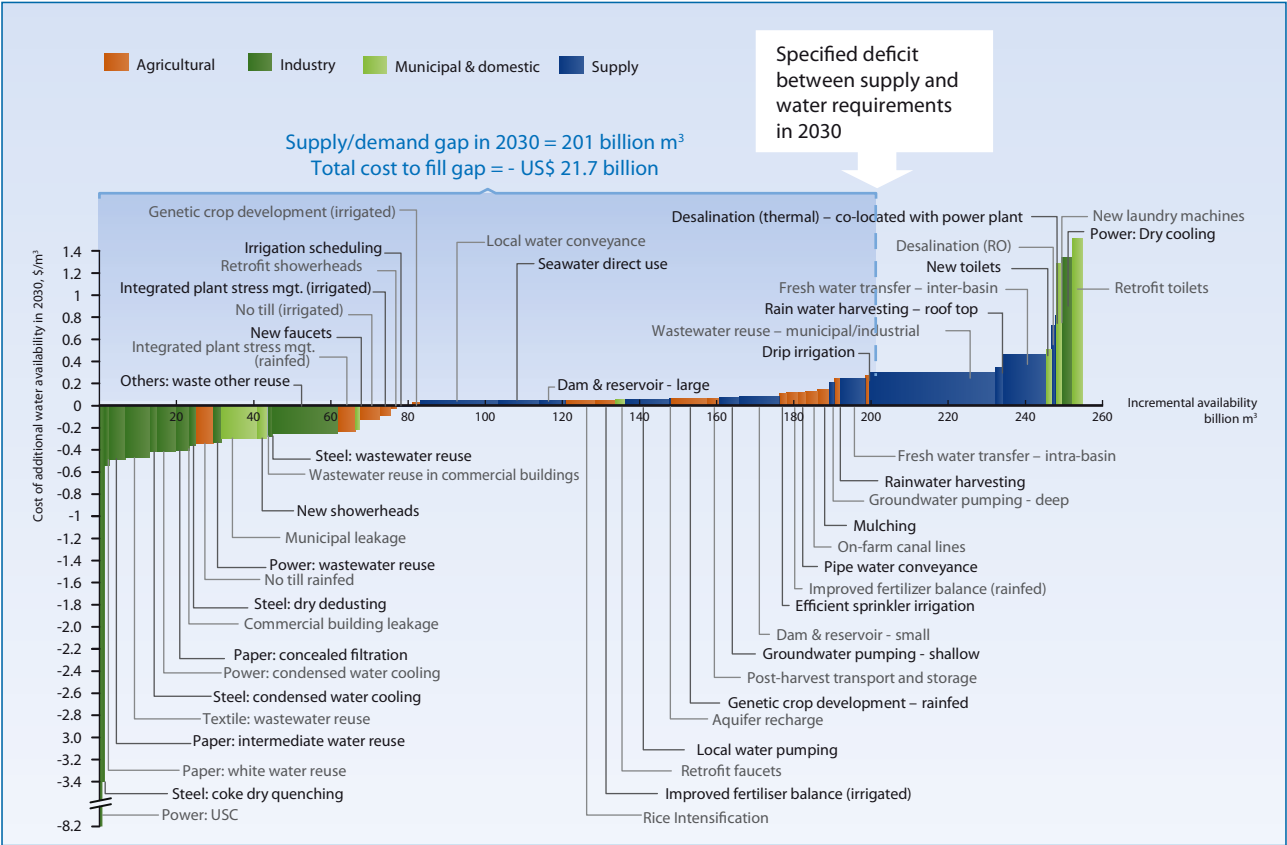 Agricultural
Industry
Municipal & domestic
Supply
Specified deficit
between supply and
water requirements
in 2030
Supply/demand gap in 2030 = 201 billion m³
Total cost to fill gap = - US$ 21.7 billion
Genetic crop development (irrigated)
Irrigation scheduling
Retrofit showerheads
Integrated plant stress mgt. (irrigated)
No till (irrigated)
New faucets
Integrated plant stress mgt.
(rainfed)
Others: waste other reuse
Local water conveyance
Seawater direct use
Dam & reservoir - large
Desalination (thermal) – co-located with power plant
Desalination (RO)
New toilets
Fresh water transfer – inter-basin
Rain water harvesting – roof top
Wastewater reuse – municipal/industrial
Drip irrigation
New laundry machines
Power: Dry cooling
Retrofit toilets
Cost of additional water availability in 2030, $/m³
1.4
1.2
1
0.8
0.6
0.4
0.2
0
-0.2
-0.4
-0.6
-0.8
-1
-1.2
-1.4
-1.6
-1.8
-2.0
-2.2
-2.4
-2.6
-2.8
3.0
-3.2
-3.4
-8.2
20
40
60
80
100
120
140
160
180
200
220
240
260
Incremental availability
billion m³
Steel: wastewater reuse
Wastewater reuse in commercial buildings
New showerheads
Municipal leakage
Power: wastewater reuse
No till rainfed
Steel: dry dedusting
Commercial building leakage
Paper: concealed filtration
Power: condensed water cooling
Steel: condensed water cooling
Textile: wastewater reuse
Paper: intermediate water reuse
Paper: white water reuse
Steel: coke dry quenching
Power: USC
Fresh water transfer – intra-basin
Rainwater harvesting
Groundwater pumping - deep
Mulching
On-farm canal lines
Pipe water conveyance
Improved fertilizer balance (rainfed)
Efficient sprinkler irrigation
Dam & reservoir - small
Groundwater pumping - shallow
Post-harvest transport and storage
Genetic crop development – rainfed
Aquifer recharge
Local water pumping
Retrofit faucets
Improved fertiliser balance (irrigated)
Rice Intensification